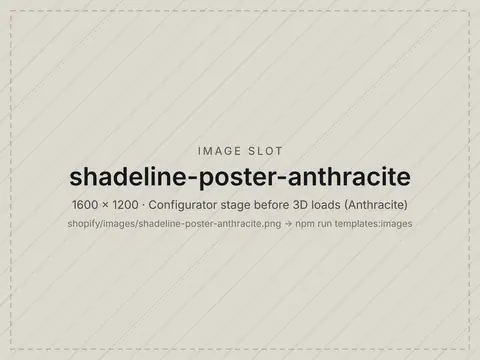 IMAGE SLOT
shadeline-poster-anthracite
1600 × 1200 · Configurator stage before 3D loads (Anthracite)
shopify/images/shadeline-poster-anthracite.png → npm run templates:images